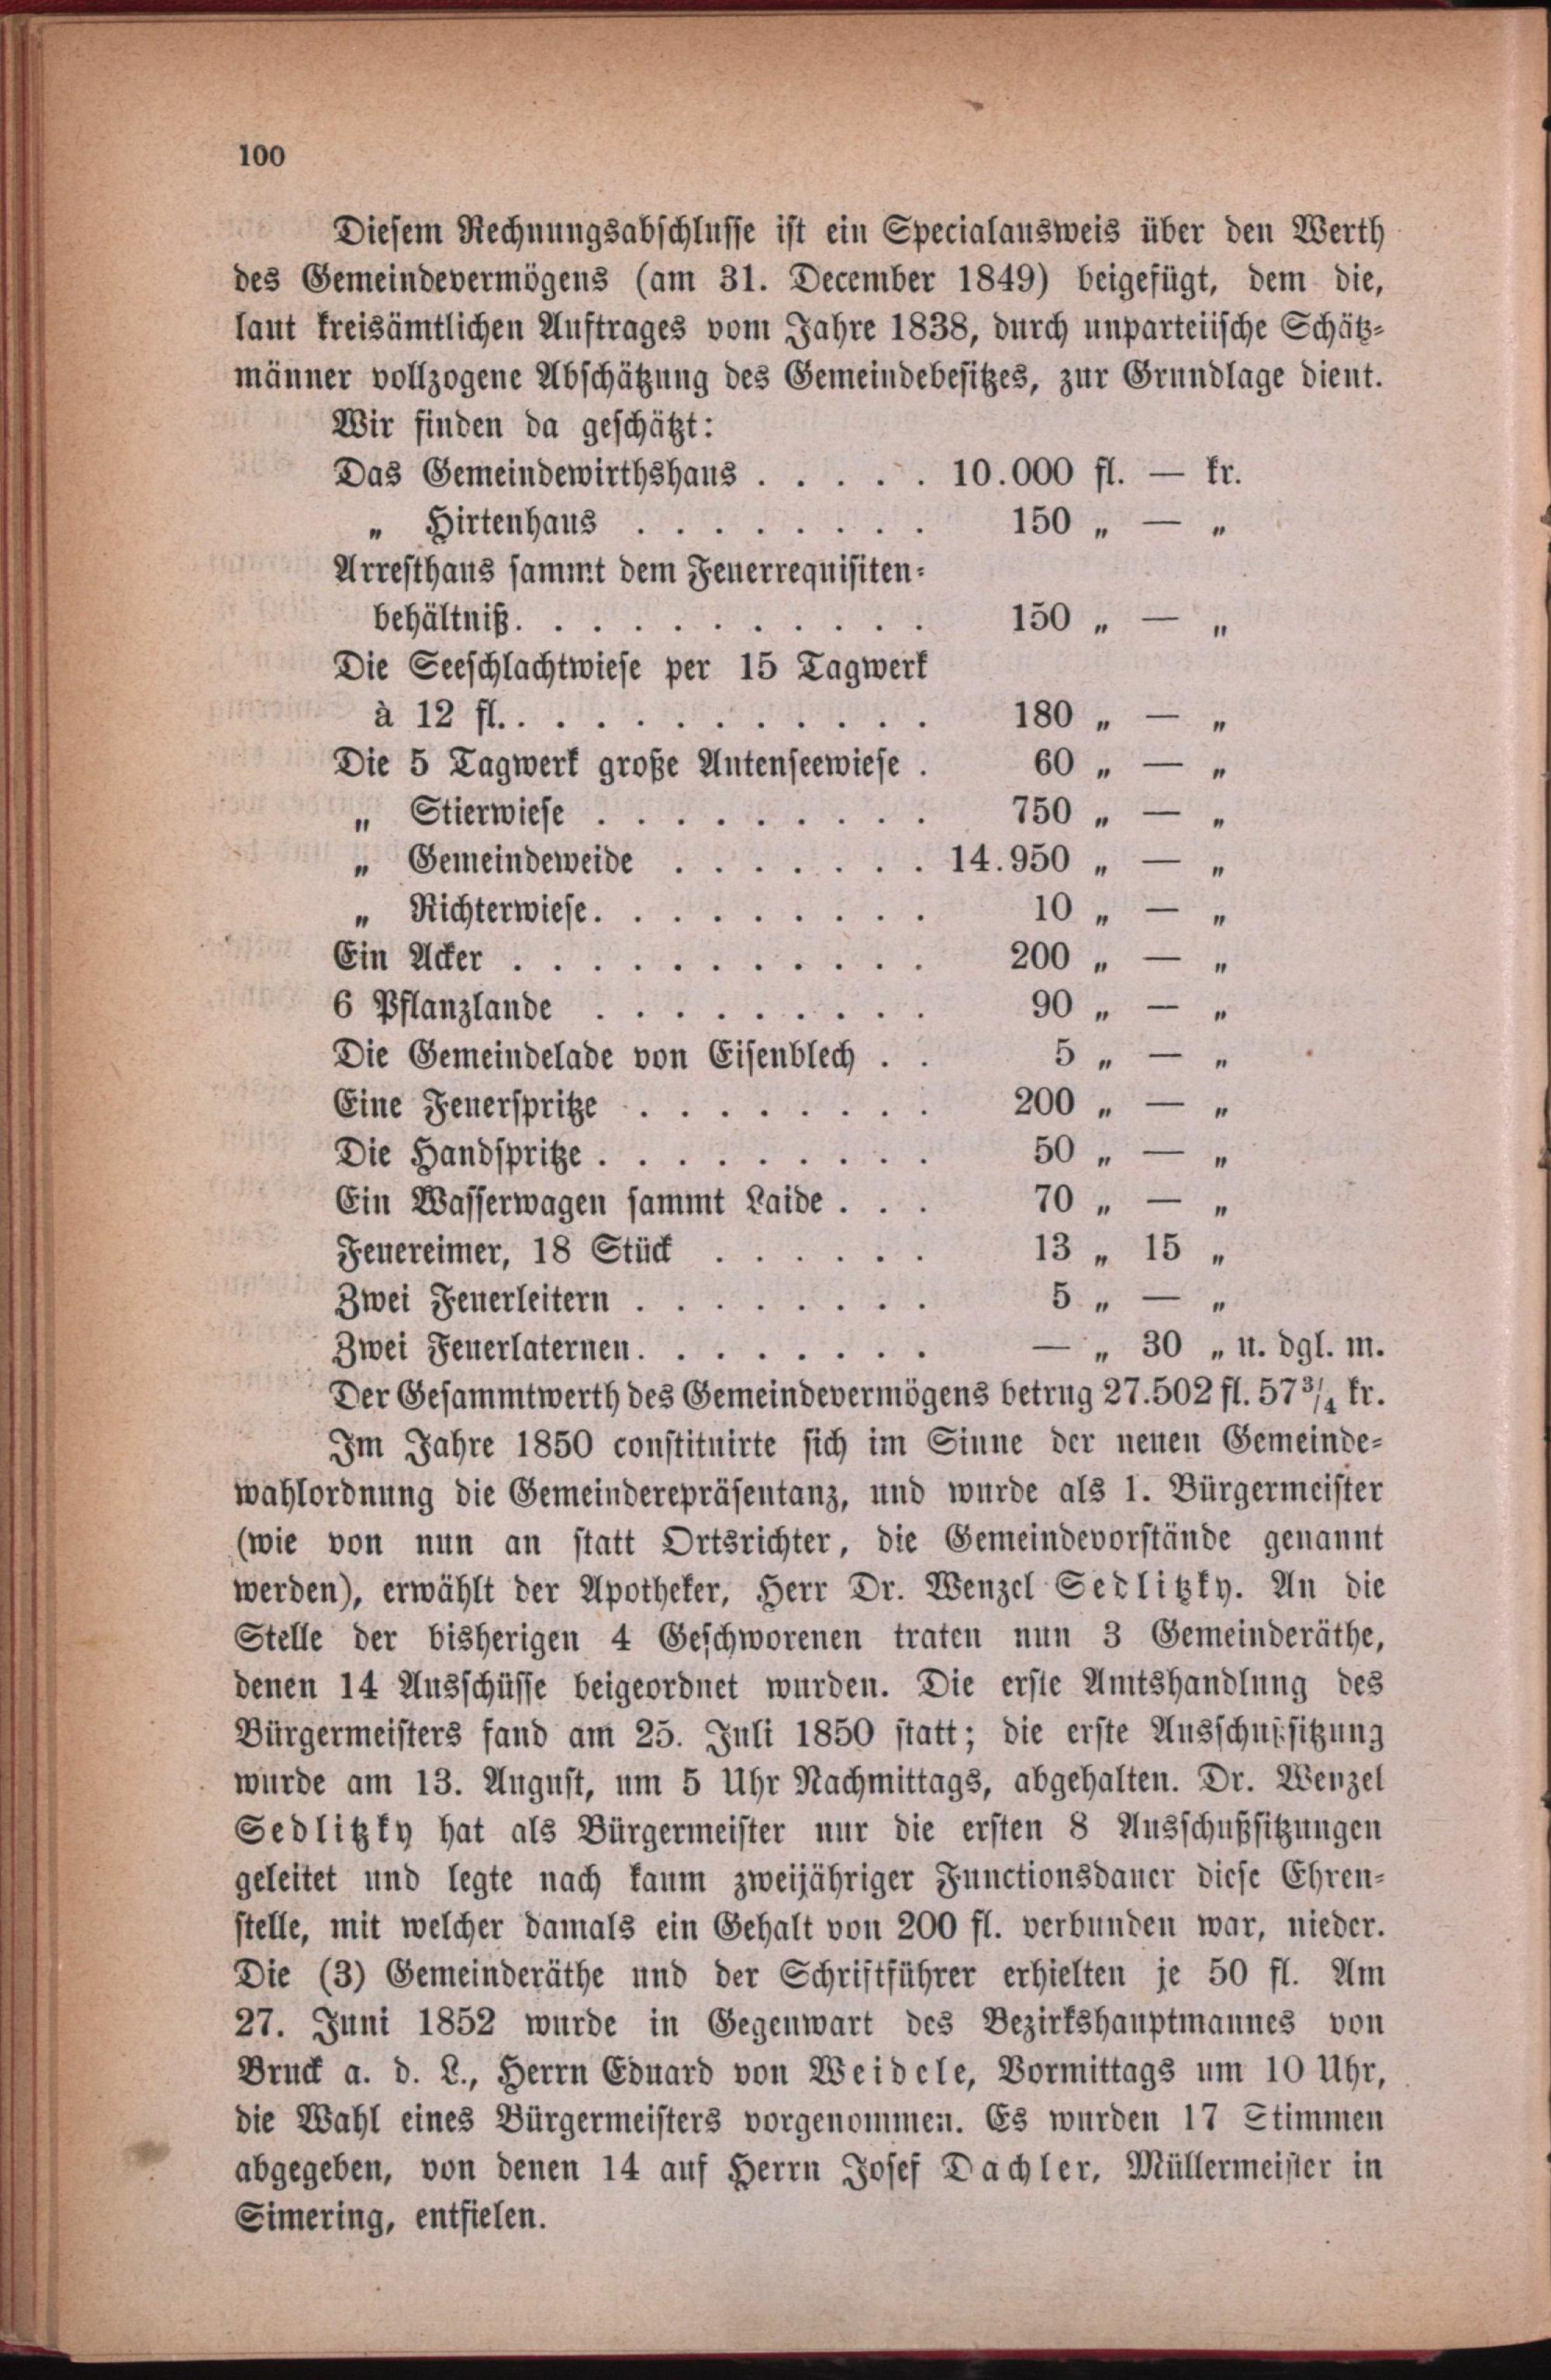 100
Diesem Rechnungsabschlusse ist ein Specialausweis über den Werth
des Gemeindevermögens (am 31. December 1849) beigefügt, dem die,
laut kreisämtlichen Auftrages vom Jahre 1838, durch unparteiische Schätz-
männer vollzogene Abschätzung des Gemeindebesitzes, zur Grundlage dient.
Wir finden da geschätzt:
Das Gemeindewirthshaus . . . . . 10.000 fl. — kr.
„ Hirtenhaus . . . . . . . . 150 „ — „
Arresthaus sammt dem Feuerrequisiten-
behältniß. . . . . . . . . . . 150 „ — „
Die Seeschlachtwiese per 15 Tagwerk
à 12 fl. . . . . . . . . . . . 180 „ — „
Die 5 Tagwerk große Antenseewiese . 60 „ — „
„ Stierwiese . . . . . . . . . 750 „ — „
„ Gemeindeweide . . . . . . . 14.950 „ — „
„ Richterwiese. . . . . . . . . 10 „ — „
Ein Acker . . . . . . . . . . . 200 „ — „
6 Pflanzlande . . . . . . . . . 90 „ — „
Die Gemeindelade von Eisenblech . . 5 „ — „
Eine Feuerspritze . . . . . . . . 200 „ — „
Die Handspritze . . . . . . . . . 50 „ — „
Ein Wasserwagen sammt Laide . . . 70 „ — „
Feuereimer, 18 Stück . . . . . . 13 „ 15 „
Zwei Feuerleitern . . . . . . . . 5 „ — „
Zwei Feuerlaternen. . . . . . . . — „ 30 „ u. dgl. m.
Der Gesammtwerth des Gemeindevermögens betrug 27.502 fl. 57 3/4 kr.
Im Jahre 1850 constituirte sich im Sinne der neuen Gemeinde-
wahlordnung die Gemeinderepräsentanz, und wurde als 1. Bürgermeister
(wie von nun an statt Ortsrichter, die Gemeindevorstände genannt
werden), erwählt der Apotheker, Herr Dr. Wenzel Sedlitzky. An die
Stelle der bisherigen 4 Geschworenen traten nun 3 Gemeinderäthe,
denen 14 Ausschüsse beigeordnet wurden. Die erste Amtshandlung des
Bürgermeisters fand am 25. Juli 1850 statt; die erste Ausschußsitzung
wurde am 13. August, um 5 Uhr Nachmittags, abgehalten. Dr. Wenzel
Sedlitzky hat als Bürgermeister nur die ersten 8 Ausschußsitzungen
geleitet und legte nach kaum zweijähriger Functionsdauer diese Ehren-
stelle, mit welcher damals ein Gehalt von 200 fl. verbunden war, nieder.
Die (3) Gemeinderäthe und der Schriftführer erhielten je 50 fl. Am
27. Juni 1852 wurde in Gegenwart des Bezirkshauptmannes von
Bruck a. d. L., Herrn Eduard von Weidele, Vormittags um 10 Uhr,
die Wahl eines Bürgermeisters vorgenommen. Es wurden 17 Stimmen
abgegeben, von denen 14 auf Herrn Josef Dachler, Müllermeister in
Simering, entfielen.